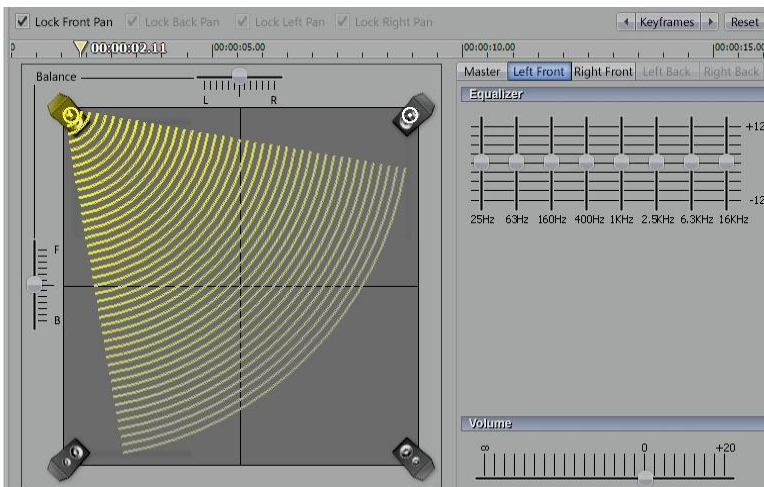 Lock Front Pan Lock Back Pan Lock Left Pan Lock Right Pan Keyframes Reset
0 00:00:02.11 00:00:05.00 00:00:10.00 00:00:15.00
Balance
L R
F
B
Master Left Front Right Front Left Back Right Back
Equalizer
+12
-12
25Hz 63Hz 160Hz 400Hz 1KHz 2.5KHz 6.3KHz 16KHz
Volume
∞ 0 +20